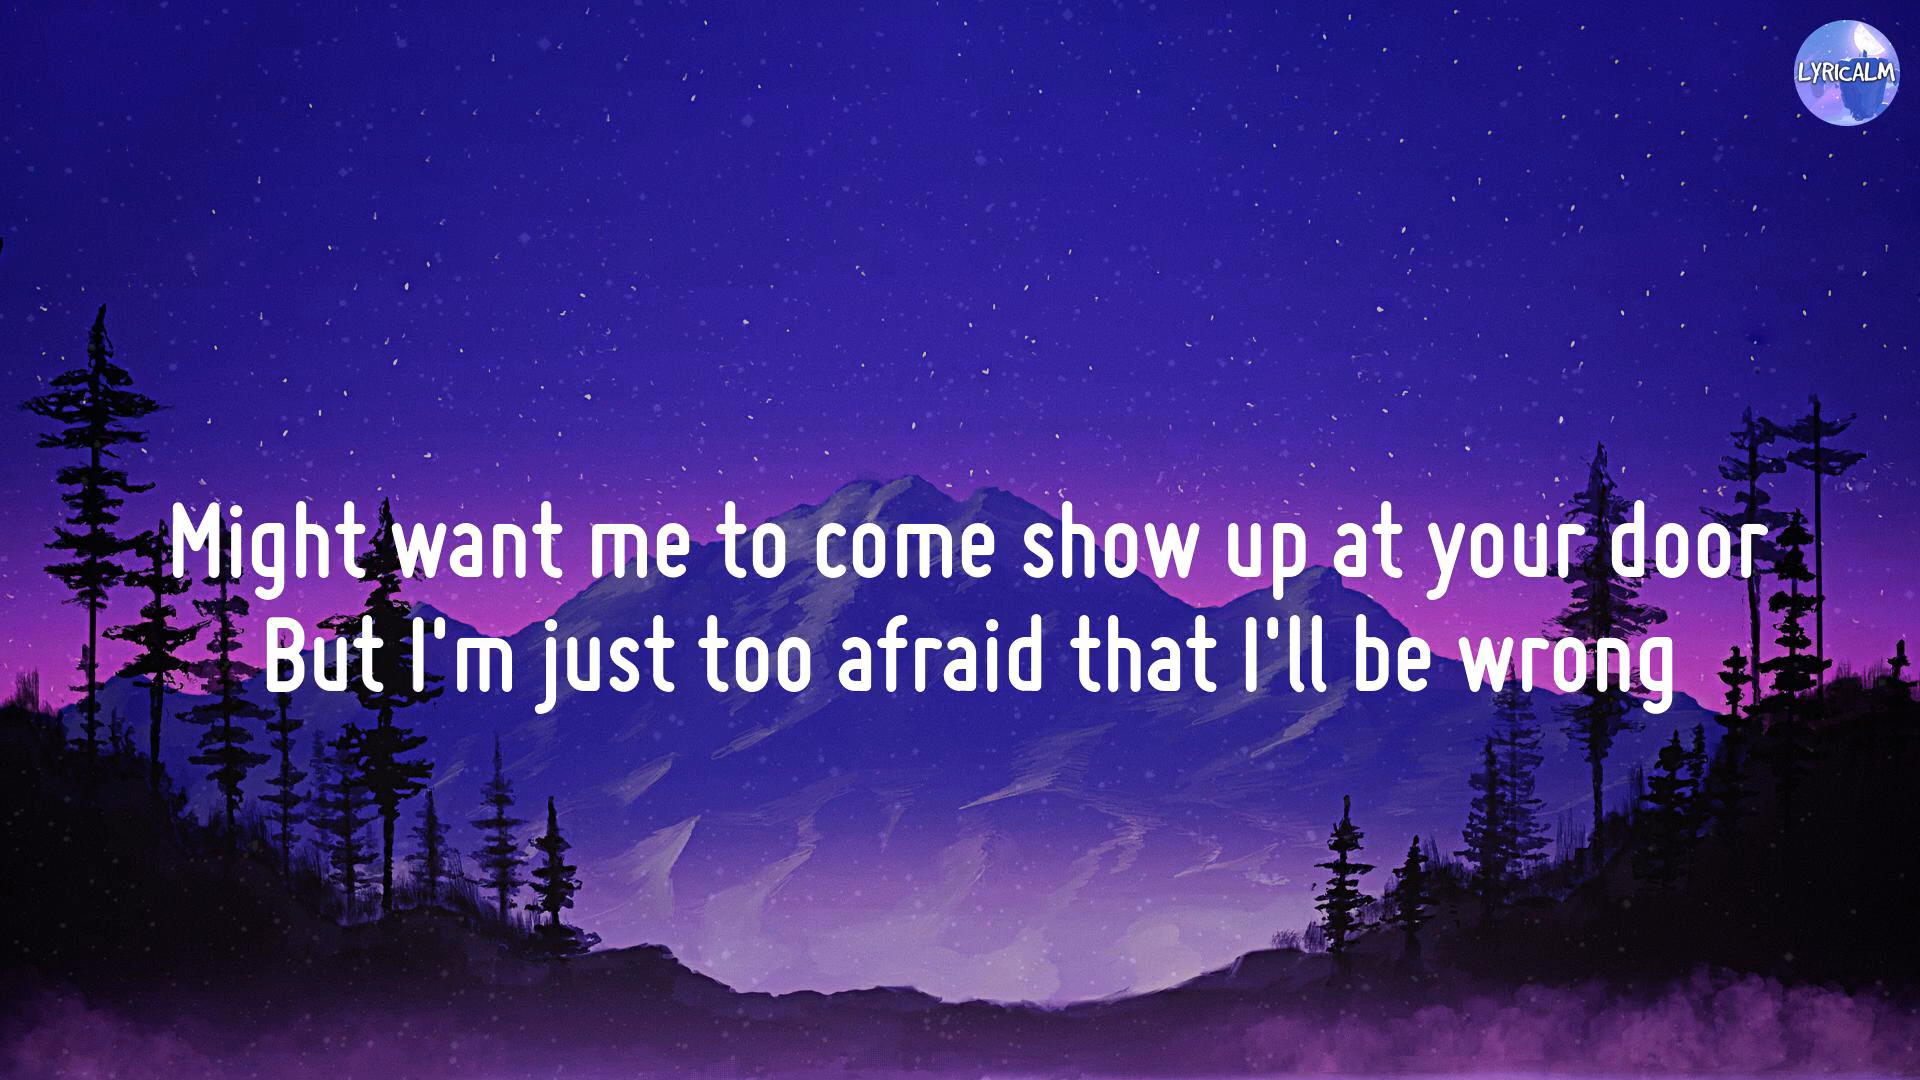 LYRICALM
Might want me to come show up at your door
But I'm just too afraid that I'll be wrong